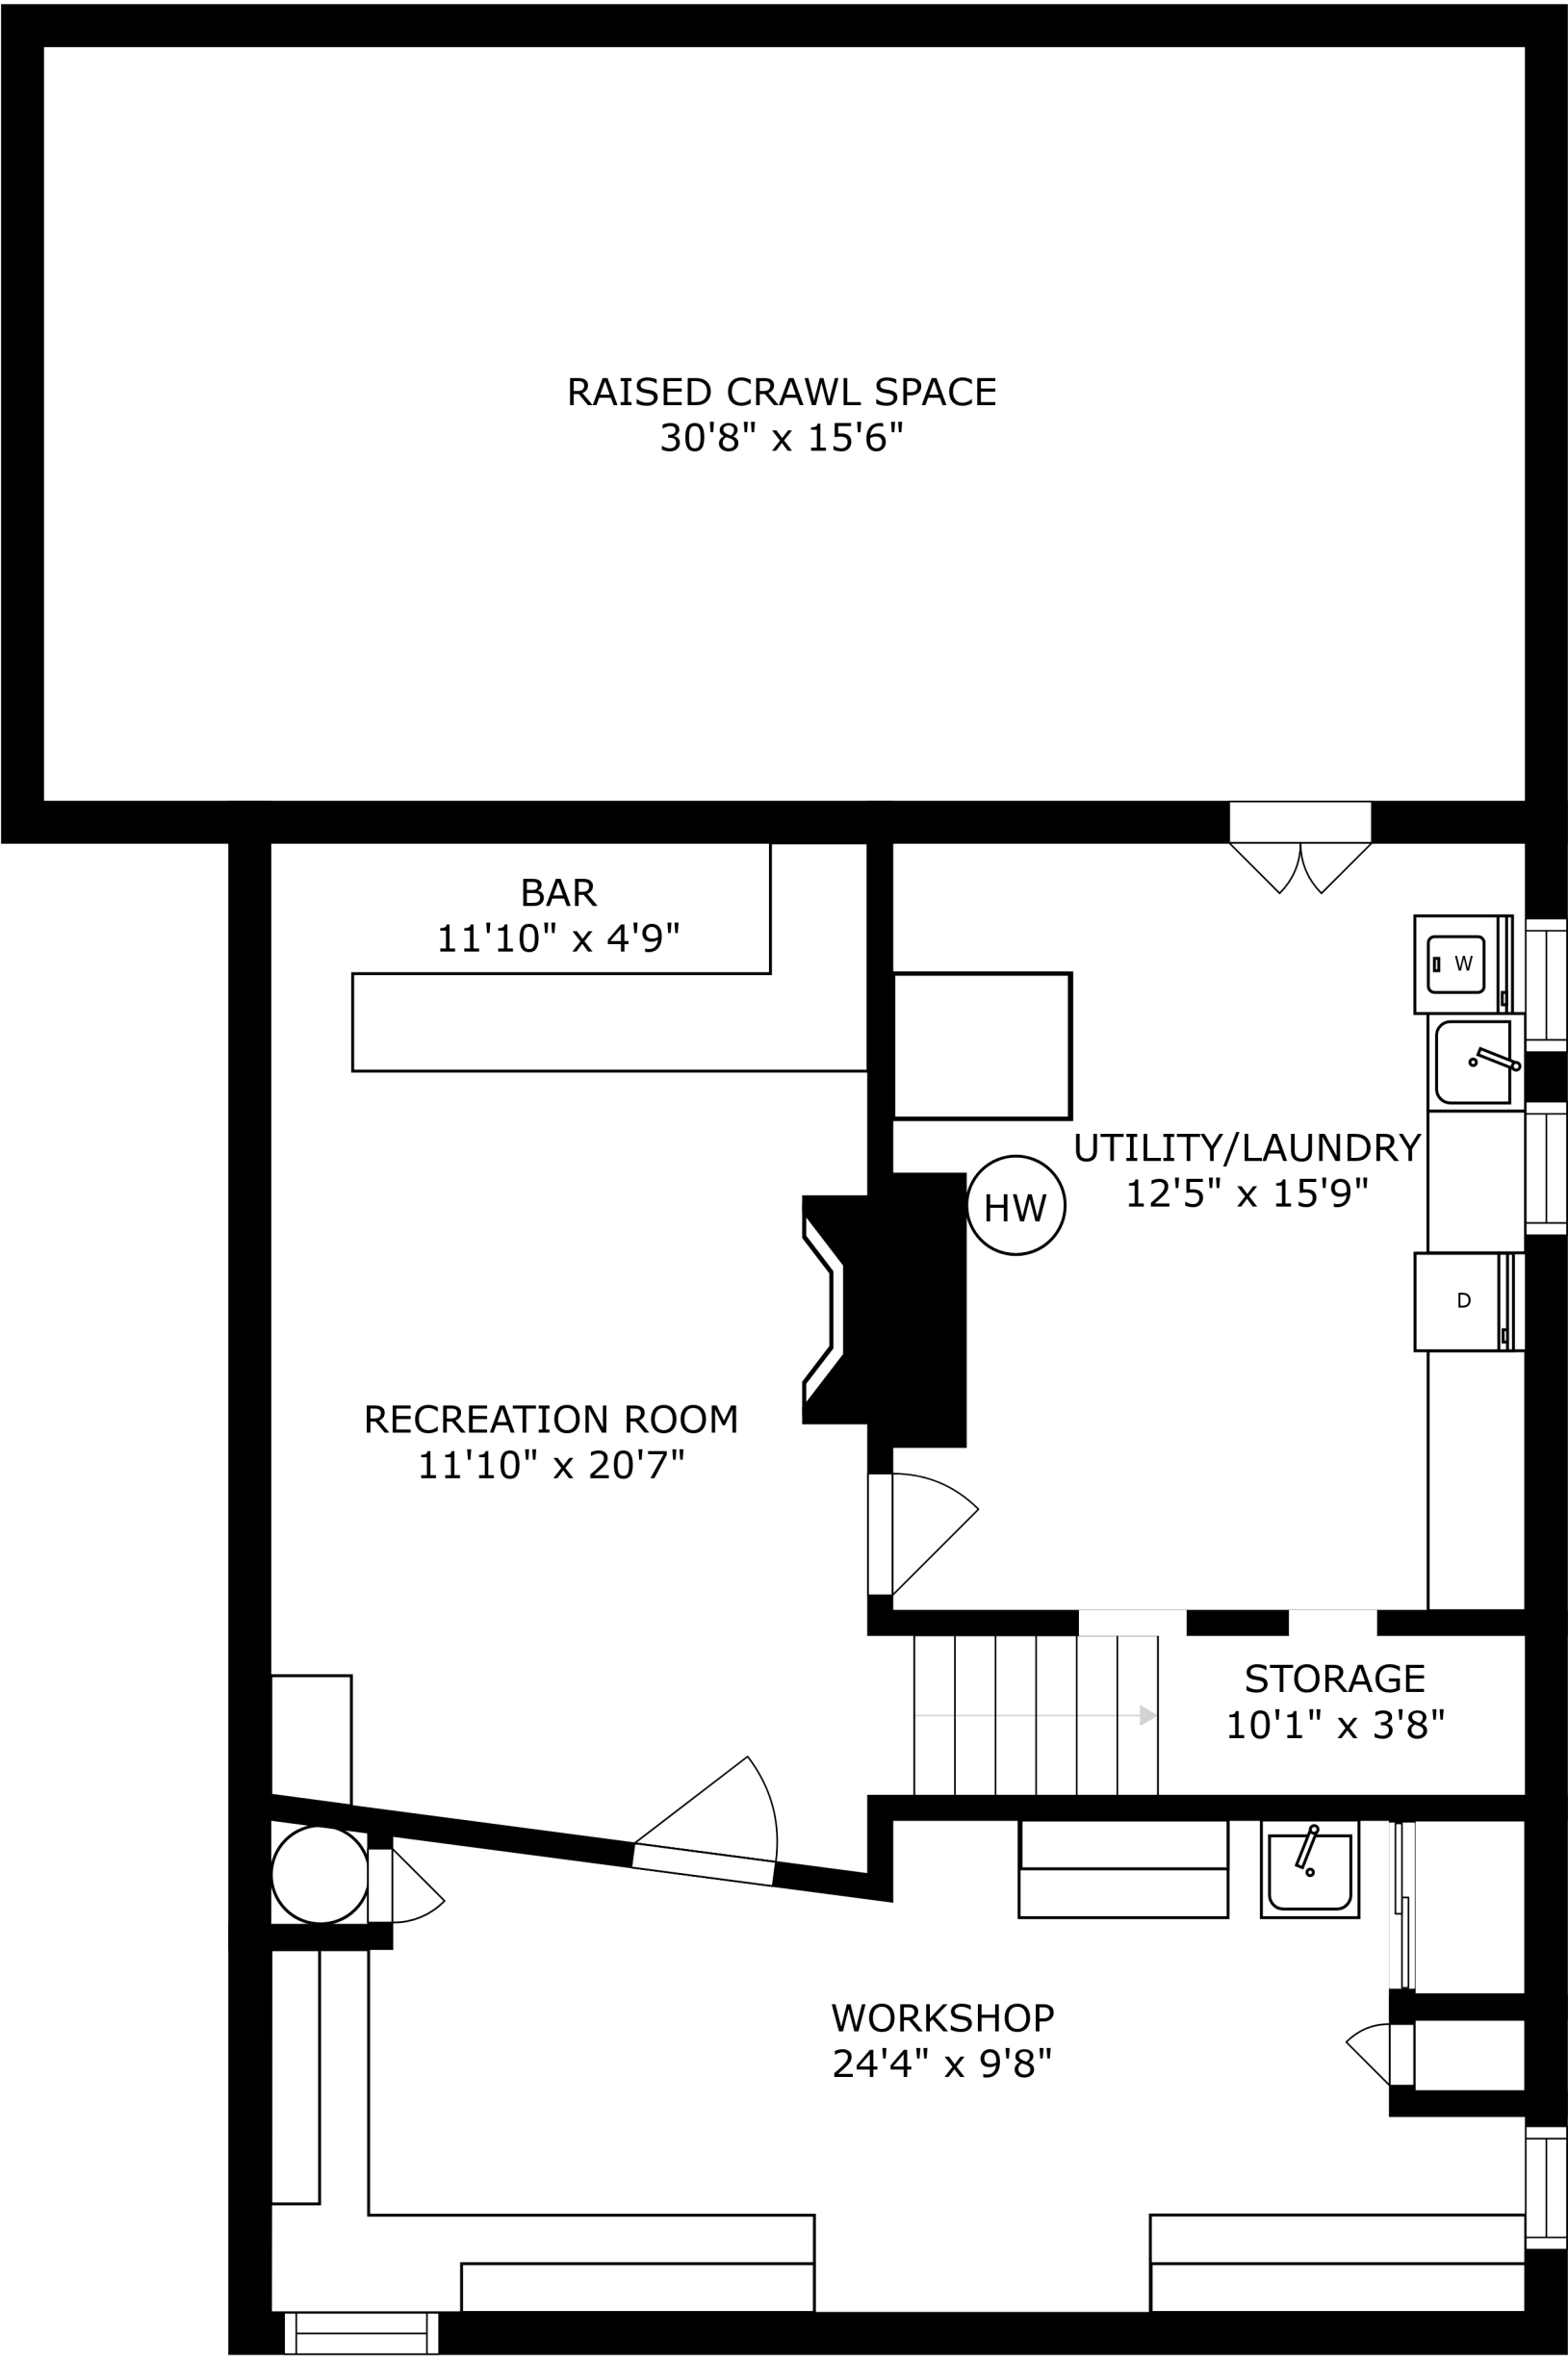 RAISED CRAWL SPACE
30'8" x 15'6"
BAR
11'10" x 4'9"
W
UTILITY/LAUNDRY
12'5" x 15'9"
HW
D
RECREATION ROOM
11'10" x 20'7"
STORAGE
10'1" x 3'8"
WORKSHOP
24'4" x 9'8"